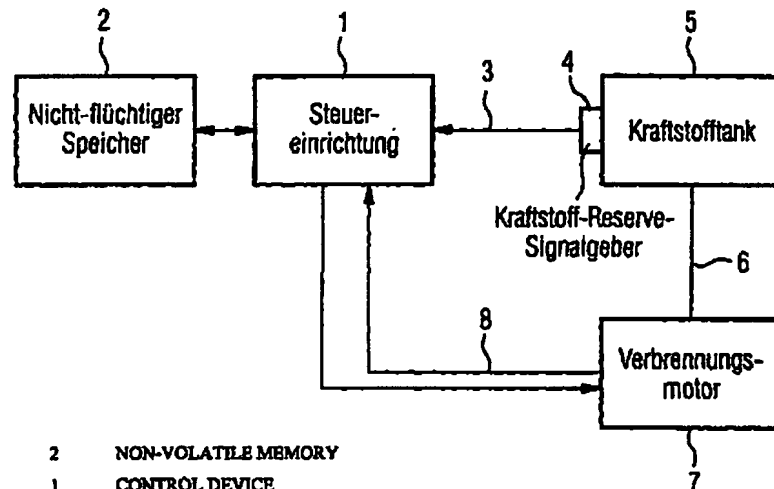 2
1
5
4
3
Nicht-flüchtiger
Speicher
Steuer-
einrichtung
Kraftstofftank
Kraftstoff-Reserve-
Signalgeber
6
8
Verbrennungs-
motor
7
2 NON-VOLATILE MEMORY
1 CONTROL DEVICE